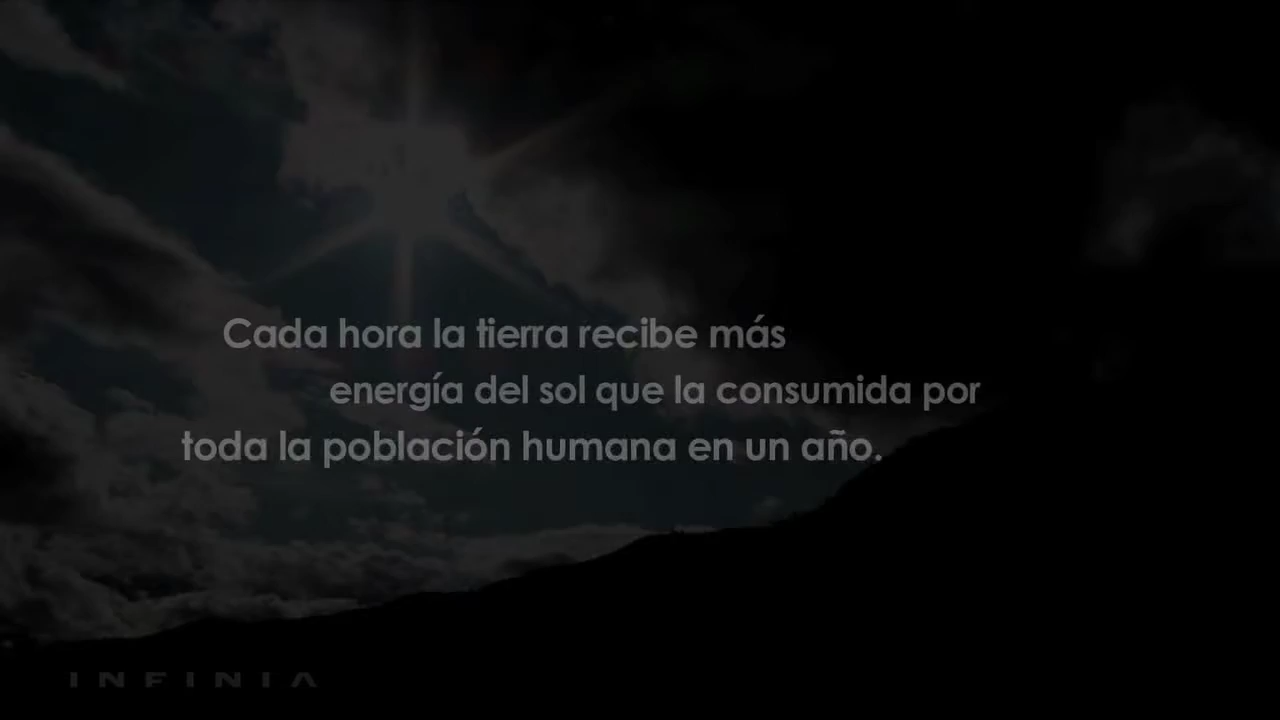 Cada hora la tierra recibe más
energía del sol que la consumida por
toda la población humana en un año.
INFINIA